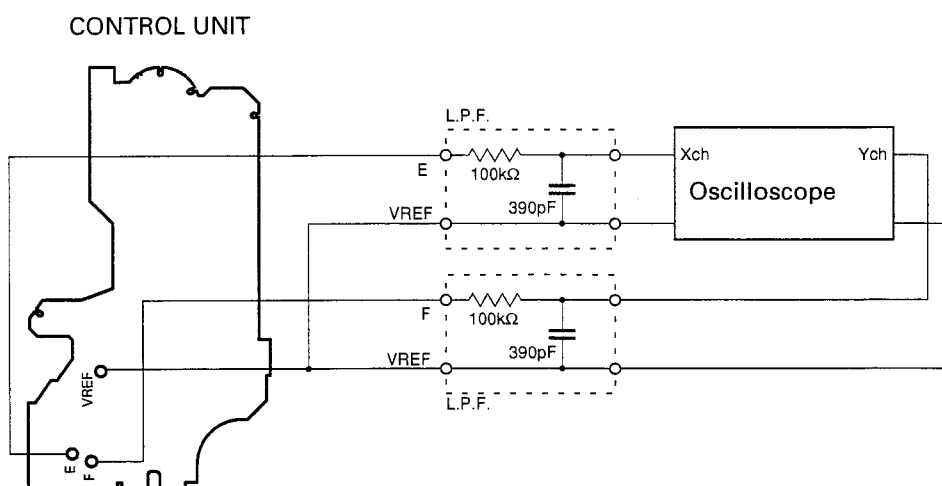 CONTROL UNIT
L.P.F.
E
100kΩ
390pF
VREF
Xch
Ych
Oscilloscope
F
100kΩ
390pF
VREF
L.P.F.
VREF
E
F